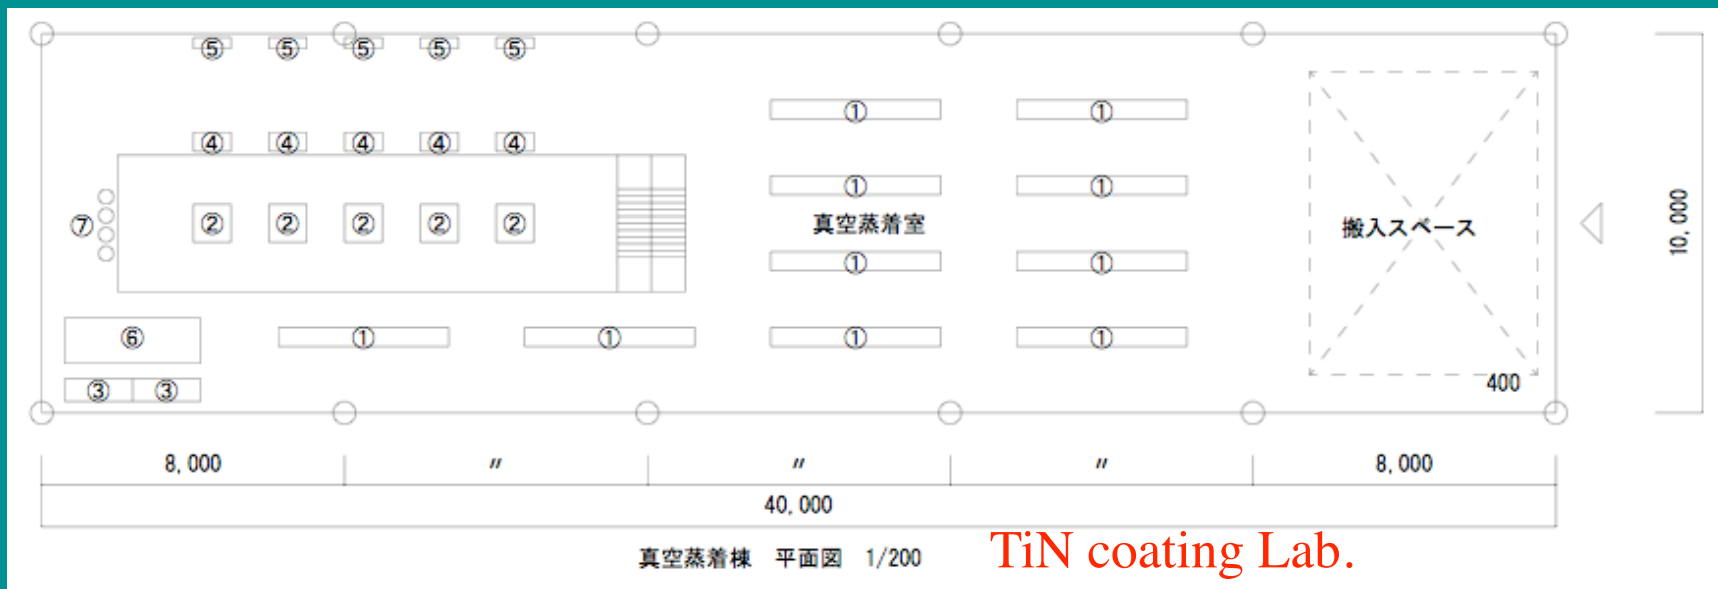 ⑤ ⑤ ⑤ ⑤ ⑤
① ①
④ ④ ④ ④ ④
① ①
⑦ ② ② ② ② ② 真空蒸着室 搬入スペース 10,000
① ①
⑥ ① ① ① ①
③ ③ 400
8,000 〃 〃 〃 8,000
40,000
真空蒸着棟 平面図 1/200 TiN coating Lab.